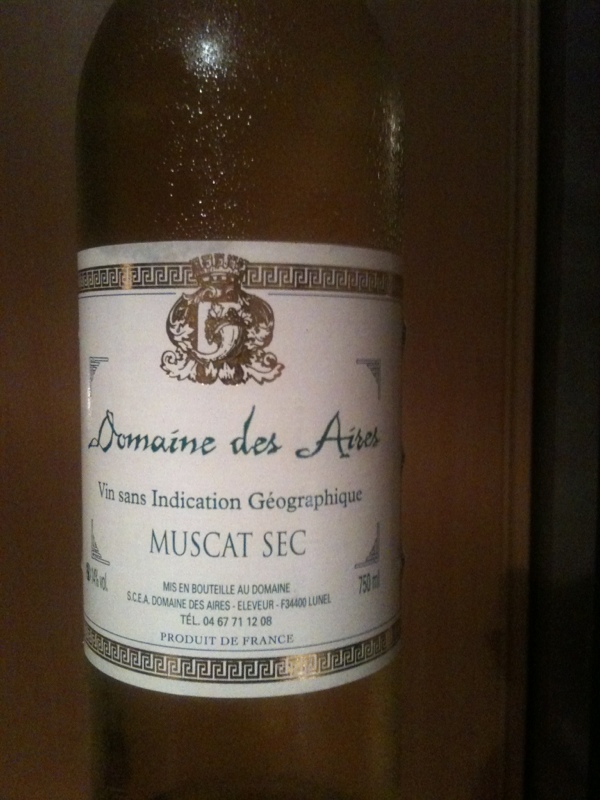 Domaine des Aires
Vin sans Indication Géographique
MUSCAT SEC
% vol.
750 ml
MIS EN BOUTEILLE AU DOMAINE
S.C.E.A. DOMAINE DES AIRES - ELEVEUR - F34400 LUNEL
TÉL. 04 67 71 12 08
PRODUIT DE FRANCE